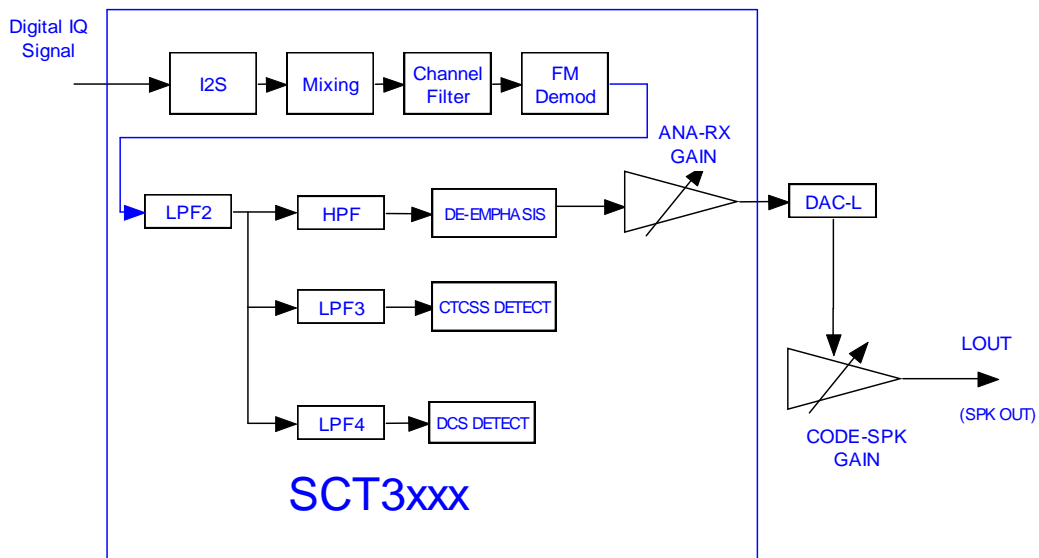 Digital IQ
Signal
I2S
Mixing
Channel
Filter
FM
Demod
ANA-RX
GAIN
LPF2
HPF
DE-EMPHASIS
DAC-L
LPF3
CTCSS DETECT
LOUT
(SPK OUT)
LPF4
DCS DETECT
CODE-SPK
GAIN
SCT3xxx